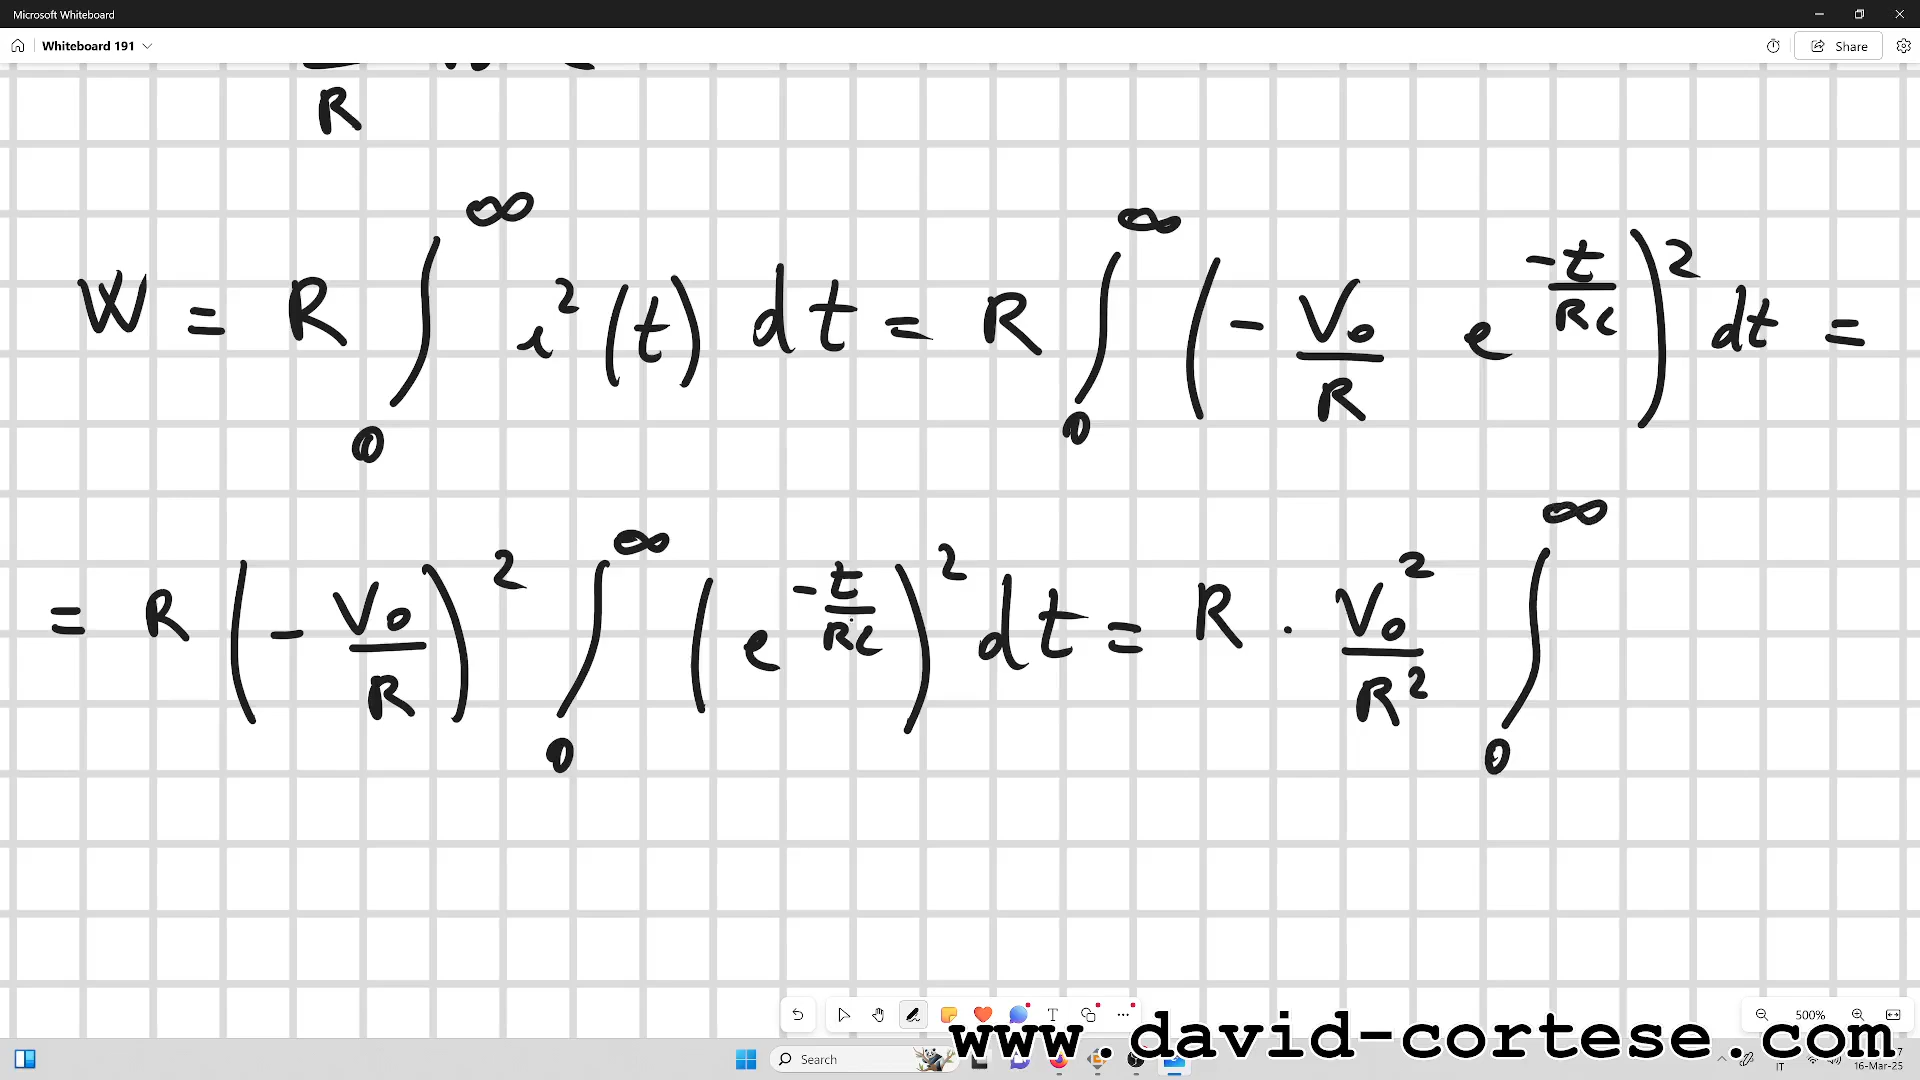 Microsoft Whiteboard
Whiteboard 191
Share
R
W = R ∫₀^∞ i²(t) dt = R ∫₀^∞ (- V₀/R e^(-t/RC))² dt =
= R (- V₀/R)² ∫₀^∞ (e^(-t/RC))² dt = R · V₀²/R² ∫₀^∞
500%
www.david-cortese.com
Search
IT
16-Mar-25